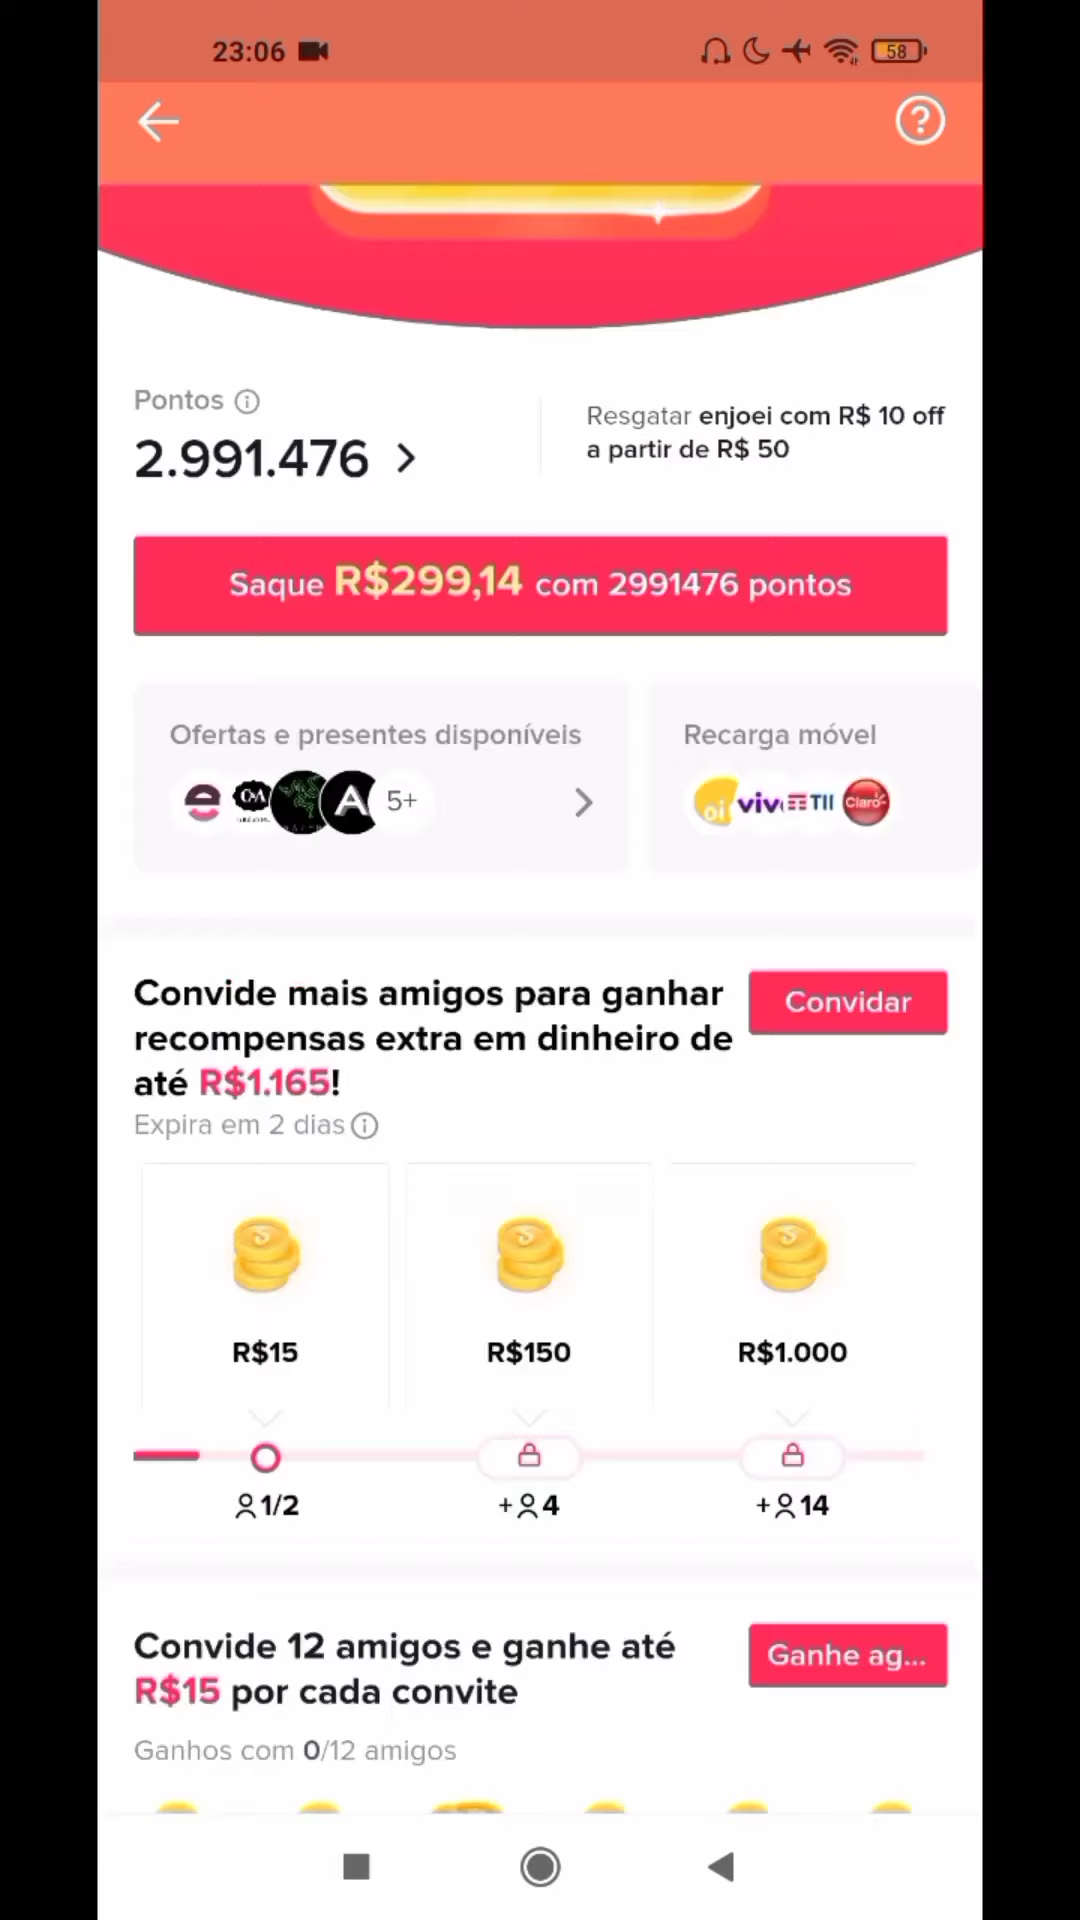 23:06
58
Pontos
2.991.476
Resgatar enjoei com R$ 10 off
a partir de R$ 50
Saque R$299,14 com 2991476 pontos
Ofertas e presentes disponíveis
5+
Recarga móvel
oi
TII
Claro
Convide mais amigos para ganhar
recompensas extra em dinheiro de
até R$1.165!
Convidar
Expira em 2 dias
R$15
R$150
R$1.000
1/2
+4
+14
Convide 12 amigos e ganhe até
R$15 por cada convite
Ganhe ag...
Ganhos com 0/12 amigos